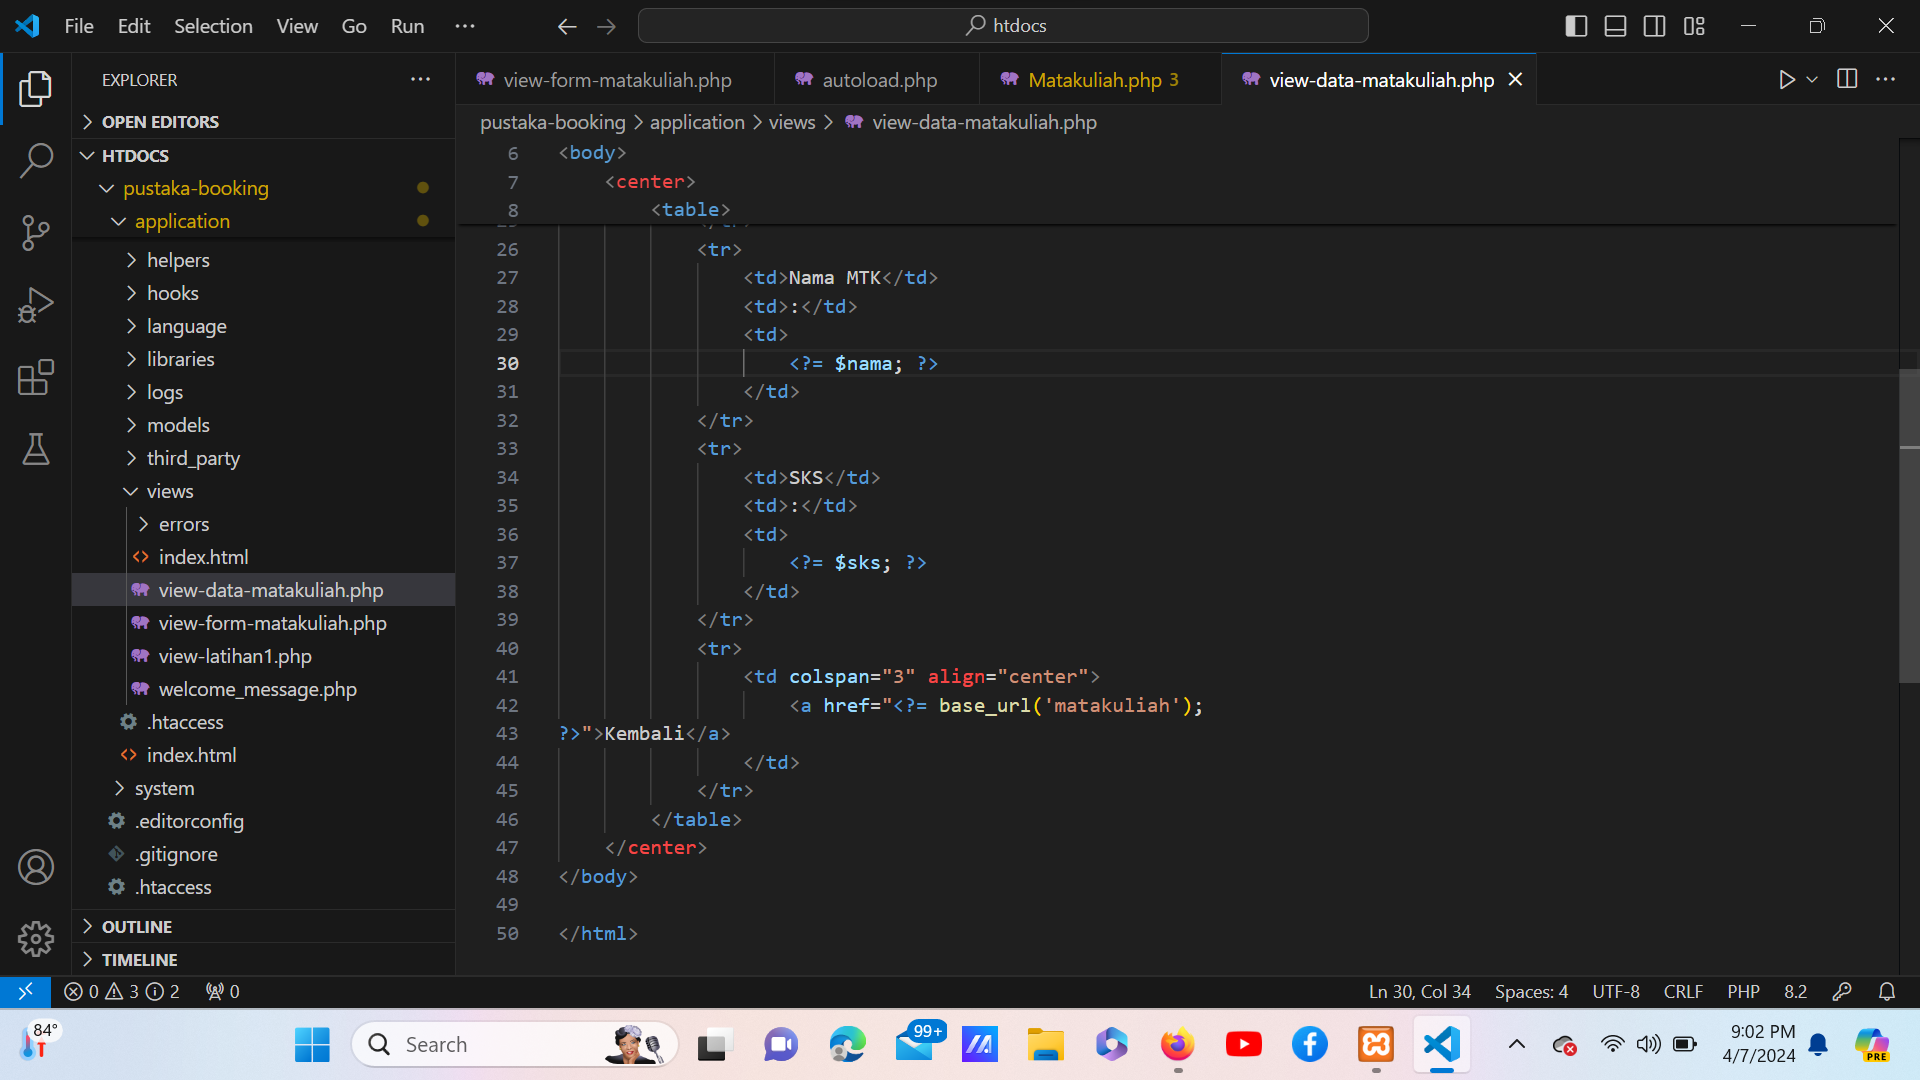 File Edit Selection View Go Run ···
htdocs
EXPLORER ···
OPEN EDITORS
HTDOCS
pustaka-booking
application
helpers
hooks
language
libraries
logs
models
third_party
views
errors
index.html
view-data-matakuliah.php
view-form-matakuliah.php
view-latihan1.php
welcome_message.php
.htaccess
index.html
system
.editorconfig
.gitignore
.htaccess
OUTLINE
TIMELINE
view-form-matakuliah.php autoload.php Matakuliah.php 3 view-data-matakuliah.php
pustaka-booking > application > views > view-data-matakuliah.php
6 <body>
7 <center>
8 <table>
26 <tr>
27 <td>Nama MTK</td>
28 <td>:</td>
29 <td>
30 <?= $nama; ?>
31 </td>
32 </tr>
33 <tr>
34 <td>SKS</td>
35 <td>:</td>
36 <td>
37 <?= $sks; ?>
38 </td>
39 </tr>
40 <tr>
41 <td colspan="3" align="center">
42 <a href="<?= base_url('matakuliah');
43 ?>">Kembali</a>
44 </td>
45 </tr>
46 </table>
47 </center>
48 </body>
49
50 </html>
0 3 2 0 Ln 30, Col 34 Spaces: 4 UTF-8 CRLF PHP 8.2
84°
Search
99+
9:02 PM
4/7/2024
PRE